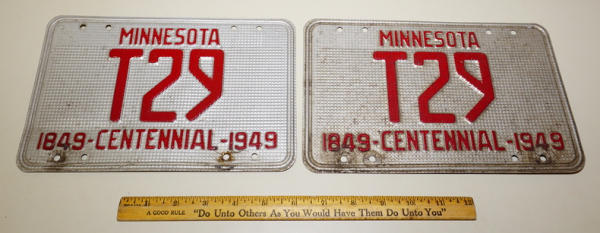 MINNESOTA
T29
1849-CENTENNIAL-1949
MINNESOTA
T29
1849-CENTENNIAL-1949
A GOOD RULE "Do Unto Others As You Would Have Them Do Unto You"